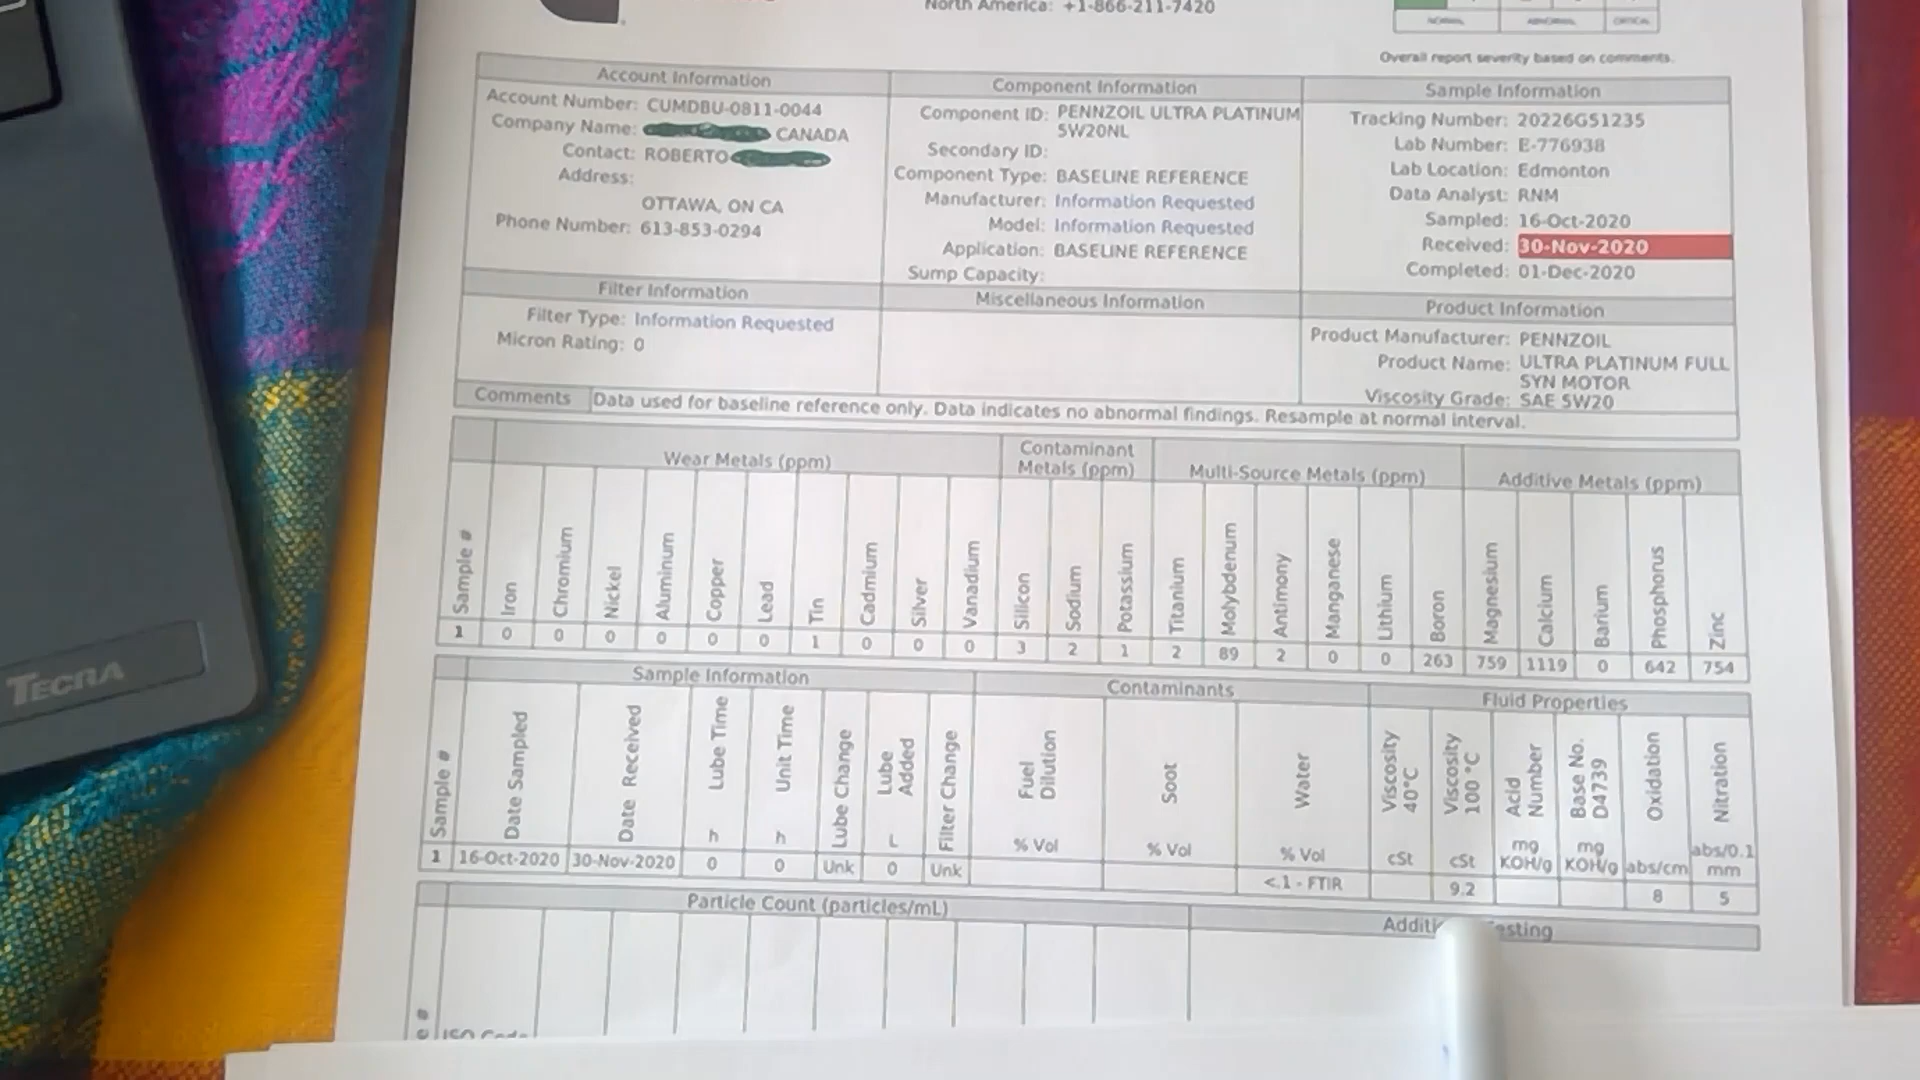 North America: +1-866-211-7420
NORMAL ABNORMAL CRITICAL
Overall report severity based on comments.
Account Information
Account Number: CUMDBU-0811-0044
Company Name: CANADA
Contact: ROBERTO
Address:
OTTAWA, ON CA
Phone Number: 613-853-0294
Component Information
Component ID: PENNZOIL ULTRA PLATINUM
5W20NL
Secondary ID:
Component Type: BASELINE REFERENCE
Manufacturer: Information Requested
Model: Information Requested
Application: BASELINE REFERENCE
Sump Capacity:
Sample Information
Tracking Number: 20226G51235
Lab Number: E-776938
Lab Location: Edmonton
Data Analyst: RNM
Sampled: 16-Oct-2020
Received: 30-Nov-2020
Completed: 01-Dec-2020
Filter Information
Filter Type: Information Requested
Micron Rating: 0
Miscellaneous Information
Product Information
Product Manufacturer: PENNZOIL
Product Name: ULTRA PLATINUM FULL
SYN MOTOR
Viscosity Grade: SAE 5W20
Comments Data used for baseline reference only. Data indicates no abnormal findings. Resample at normal interval.
Wear Metals (ppm) Contaminant Metals (ppm) Multi-Source Metals (ppm) Additive Metals (ppm)
Sample # Iron Chromium Nickel Aluminum Copper Lead Tin Cadmium Silver Vanadium Silicon Sodium Potassium Titanium Molybdenum Antimony Manganese Lithium Boron Magnesium Calcium Barium Phosphorus Zinc
1 0 0 0 0 0 0 1 0 0 0 3 2 1 2 89 2 0 0 263 759 1119 0 642 754
Sample Information Contaminants Fluid Properties
Sample # Date Sampled Date Received Lube Time Unit Time Lube Change Lube Added Filter Change Fuel Dilution Soot Water Viscosity 40°C Viscosity 100 °C Acid Number Base No. D4739 Oxidation Nitration
h h L % Vol % Vol % Vol cSt cSt mg KOH/g mg KOH/g abs/cm abs/0.1 mm
1 16-Oct-2020 30-Nov-2020 0 0 Unk 0 Unk <.1 - FTIR 9.2 8 5
Particle Count (particles/mL)
TECRA